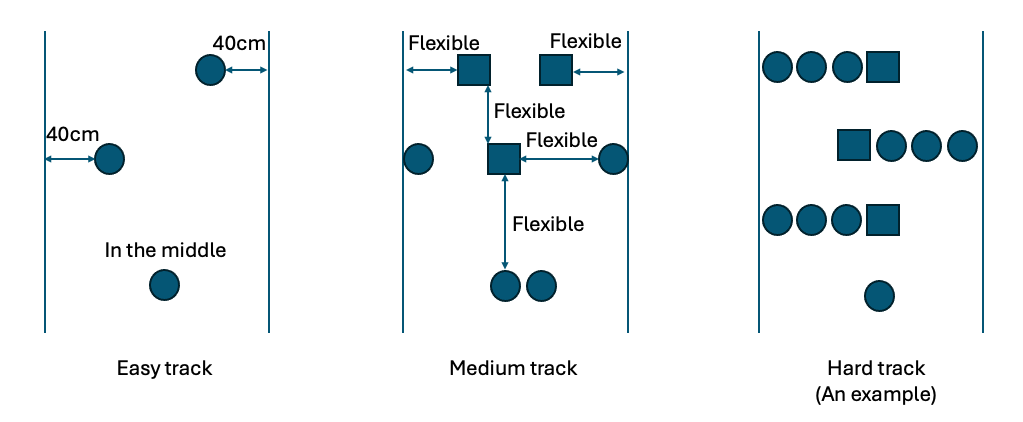 40cm
40cm
In the middle
Easy track
Flexible
Flexible
Flexible
Flexible
Flexible
Medium track
Hard track
(An example)